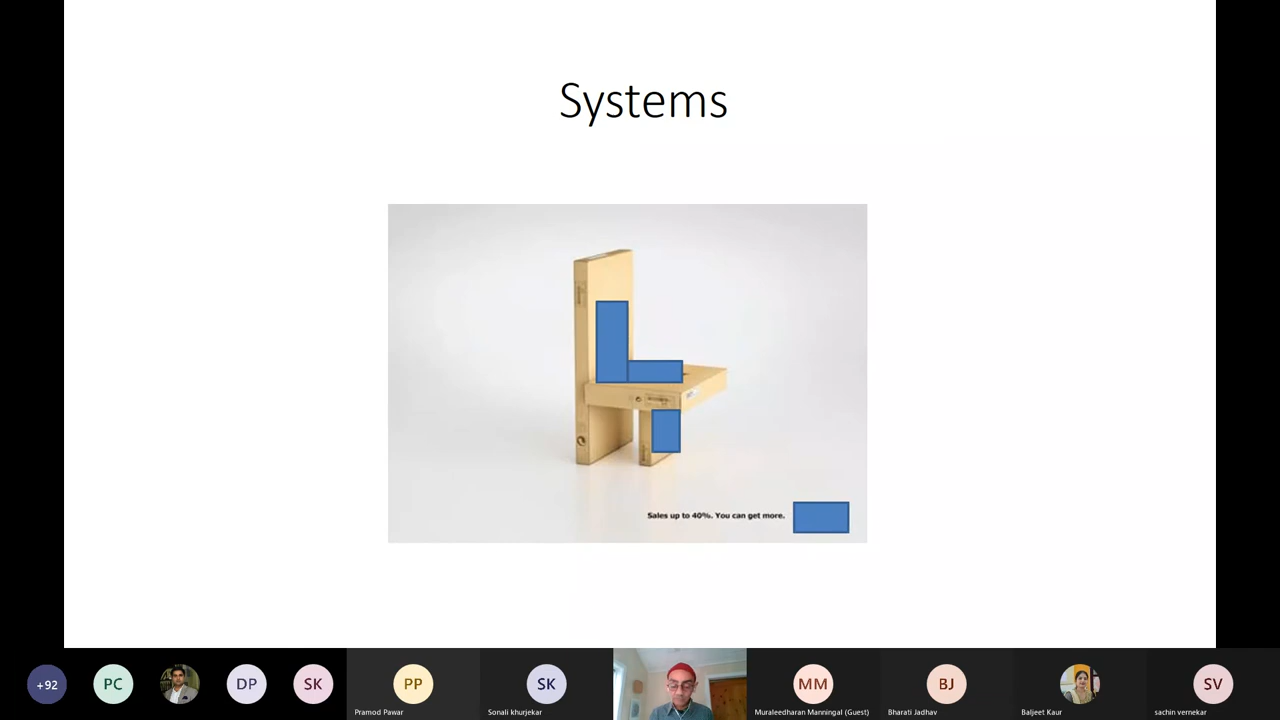 Systems
Sales up to 40%. You can get more.
+92
PC
DP
SK
PP
SK
MM
BJ
SV
Pramod Pawar
Sonali khurjekar
Muraleedharan Manningal (Guest)
Bharati Jadhav
Baljeet Kaur
sachin vernekar